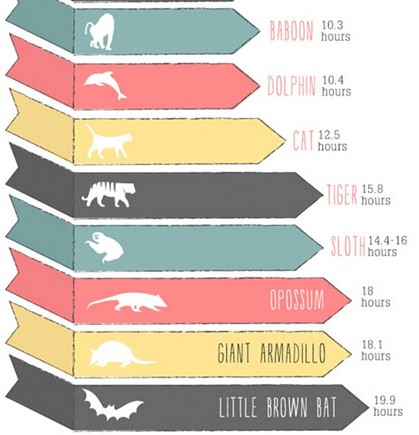 BABOON 10.3
hours
DOLPHIN 10.4
hours
CAT 12.5
hours
TIGER 15.8
hours
SLOTH 14.4-16
hours
OPOSSUM 18
hours
GIANT ARMADILLO 18.1
hours
LITTLE BROWN BAT 19.9
hours